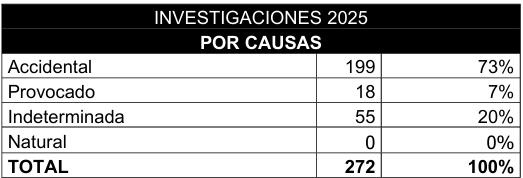 INVESTIGACIONES 2025
POR CAUSAS
Accidental 199 73%
Provocado 18 7%
Indeterminada 55 20%
Natural 0 0%
TOTAL 272 100%